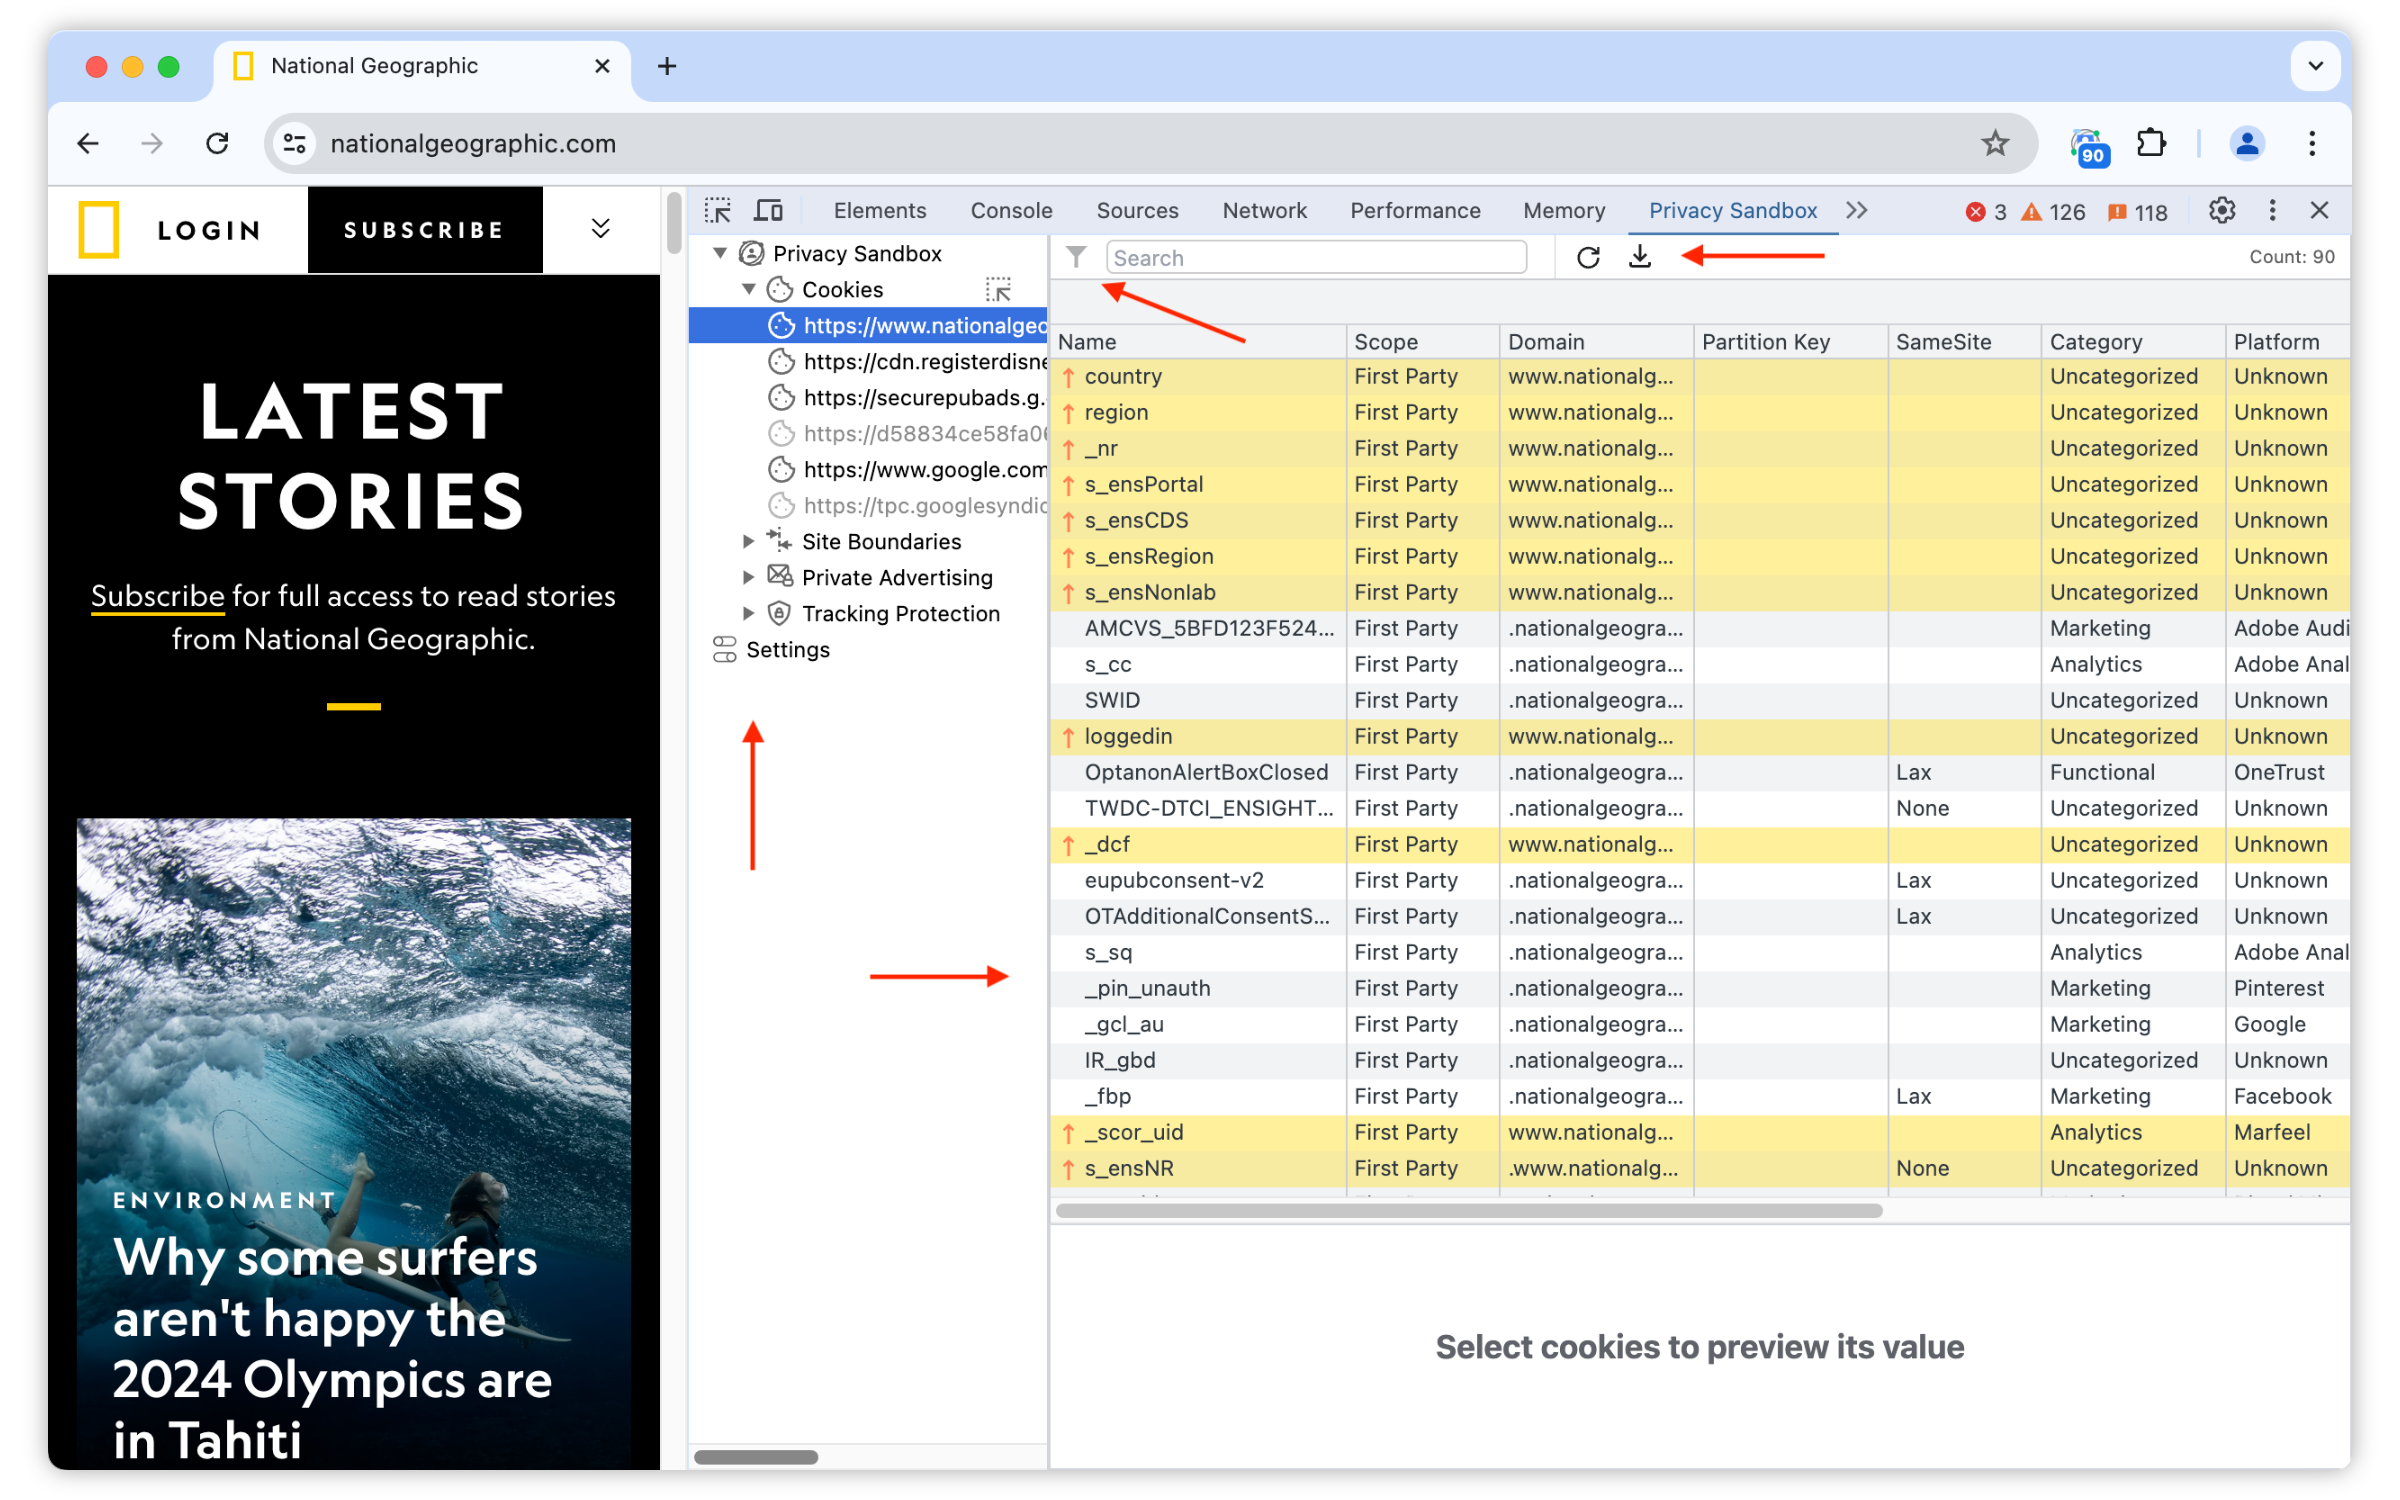 National Geographic
nationalgeographic.com
90
LOGIN
SUBSCRIBE
LATEST
STORIES
Subscribe for full access to read stories
from National Geographic.
ENVIRONMENT
Why some surfers
aren't happy the
2024 Olympics are
in Tahiti
Elements Console Sources Network Performance Memory Privacy Sandbox 3 126 118
Privacy Sandbox
Cookies
https://www.nationalgeo
https://cdn.registerdisne
https://securepubads.g.
https://d58834ce58fa06
https://www.google.com
https://tpc.googlesyndic
Site Boundaries
Private Advertising
Tracking Protection
Settings
Search
Count: 90
Name Scope Domain Partition Key SameSite Category Platform
↑ country First Party www.nationalg... Uncategorized Unknown
↑ region First Party www.nationalg... Uncategorized Unknown
↑ _nr First Party www.nationalg... Uncategorized Unknown
↑ s_ensPortal First Party www.nationalg... Uncategorized Unknown
↑ s_ensCDS First Party www.nationalg... Uncategorized Unknown
↑ s_ensRegion First Party www.nationalg... Uncategorized Unknown
↑ s_ensNonlab First Party www.nationalg... Uncategorized Unknown
AMCVS_5BFD123F524... First Party .nationalgeogra... Marketing Adobe Audi
s_cc First Party .nationalgeogra... Analytics Adobe Anal
SWID First Party .nationalgeogra... Uncategorized Unknown
↑ loggedin First Party www.nationalg... Uncategorized Unknown
OptanonAlertBoxClosed First Party .nationalgeogra... Lax Functional OneTrust
TWDC-DTCI_ENSIGHT... First Party .nationalgeogra... None Uncategorized Unknown
↑ _dcf First Party www.nationalg... Uncategorized Unknown
eupubconsent-v2 First Party .nationalgeogra... Lax Uncategorized Unknown
OTAdditionalConsentS... First Party .nationalgeogra... Lax Uncategorized Unknown
s_sq First Party .nationalgeogra... Analytics Adobe Anal
_pin_unauth First Party .nationalgeogra... Marketing Pinterest
_gcl_au First Party .nationalgeogra... Marketing Google
IR_gbd First Party .nationalgeogra... Uncategorized Unknown
_fbp First Party .nationalgeogra... Lax Marketing Facebook
↑ _scor_uid First Party www.nationalg... Analytics Marfeel
↑ s_ensNR First Party .www.nationalg... None Uncategorized Unknown
Select cookies to preview its value